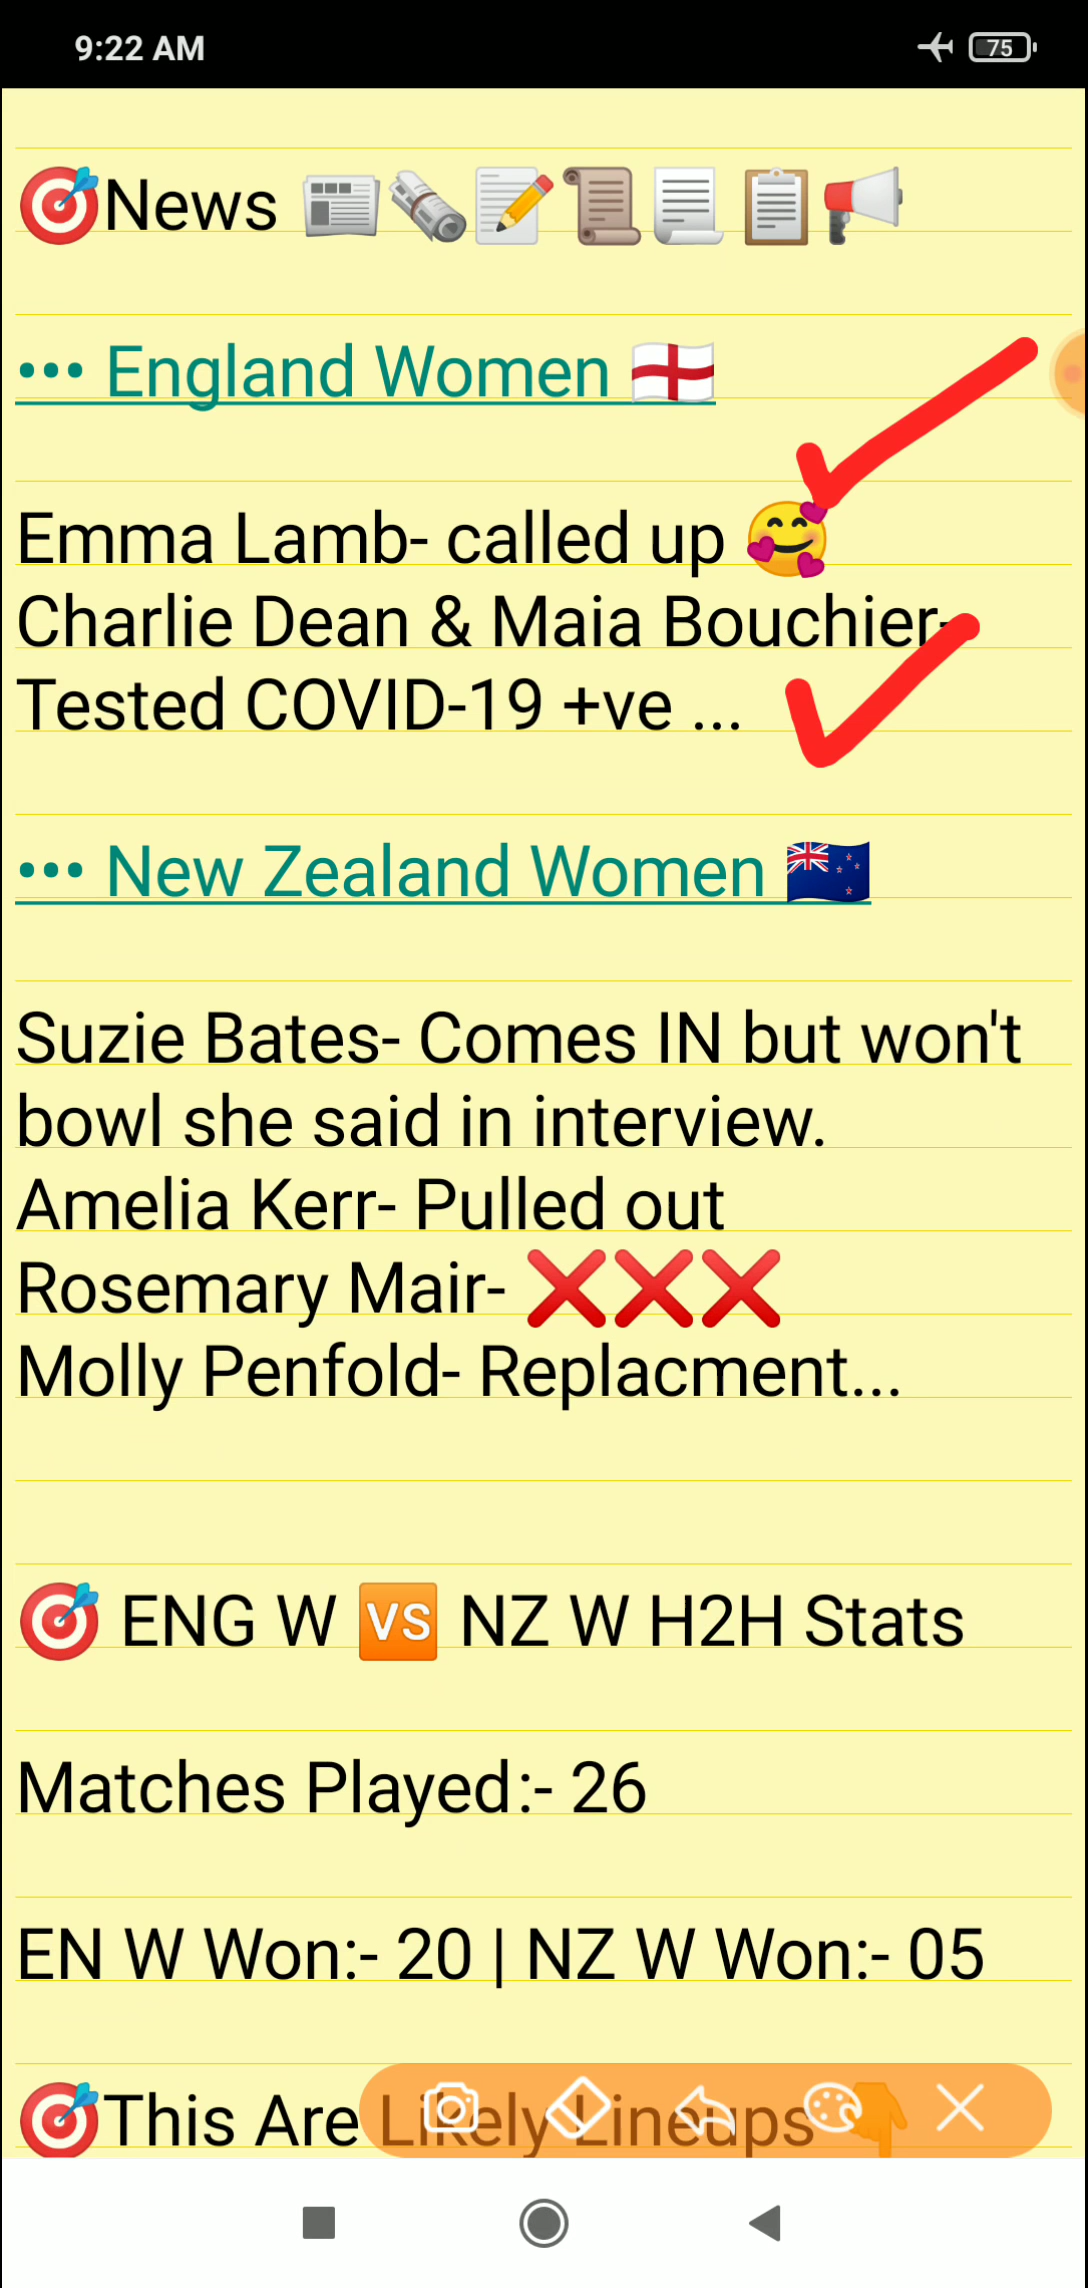 9:22 AM
75
🎯News 📰🗞️📝📜📃📋📢
••• England Women 🏴󠁧󠁢󠁥󠁮󠁧󠁿
Emma Lamb- called up 🥰
Charlie Dean & Maia Bouchier-
Tested COVID-19 +ve ...
••• New Zealand Women 🇳🇿
Suzie Bates- Comes IN but won't
bowl she said in interview.
Amelia Kerr- Pulled out
Rosemary Mair- ❌❌❌
Molly Penfold- Replacment...
🎯 ENG W 🆚 NZ W H2H Stats
Matches Played:- 26
EN W Won:- 20 | NZ W Won:- 05
🎯This Are Likely Lineups 👇